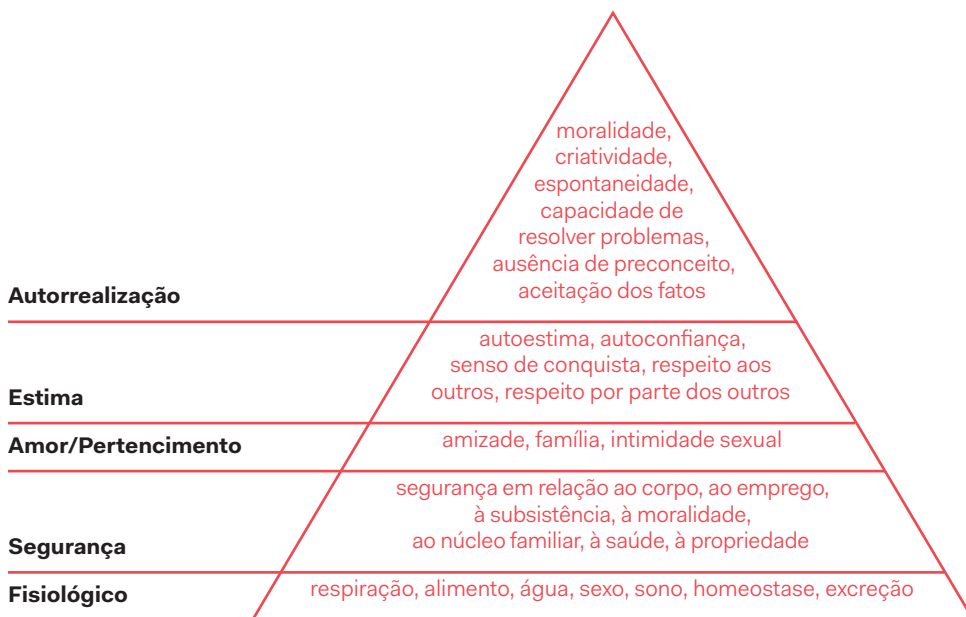 moralidade,
criatividade,
espontaneidade,
capacidade de
resolver problemas,
ausência de preconceito,
aceitação dos fatos
Autorrealização
autoestima, autoconfiança,
senso de conquista, respeito aos
outros, respeito por parte dos outros
Estima
amizade, família, intimidade sexual
Amor/Pertencimento
segurança em relação ao corpo, ao emprego,
à subsistência, à moralidade,
ao núcleo familiar, à saúde, à propriedade
Segurança
respiração, alimento, água, sexo, sono, homeostase, excreção
Fisiológico